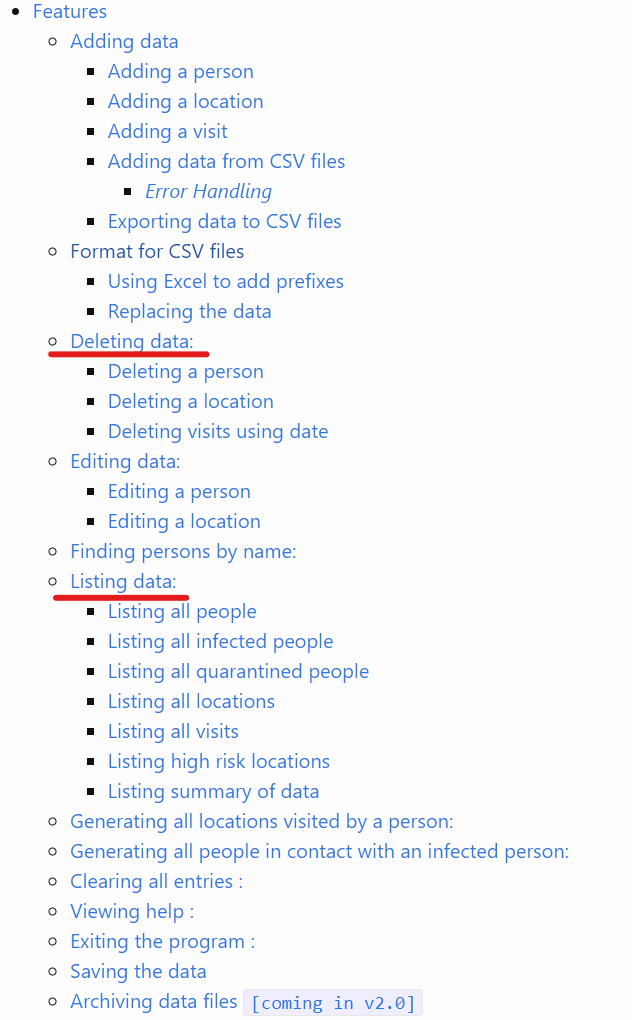 Features
Adding data
Adding a person
Adding a location
Adding a visit
Adding data from CSV files
Error Handling
Exporting data to CSV files
Format for CSV files
Using Excel to add prefixes
Replacing the data
Deleting data:
Deleting a person
Deleting a location
Deleting visits using date
Editing data:
Editing a person
Editing a location
Finding persons by name:
Listing data:
Listing all people
Listing all infected people
Listing all quarantined people
Listing all locations
Listing all visits
Listing high risk locations
Listing summary of data
Generating all locations visited by a person:
Generating all people in contact with an infected person:
Clearing all entries :
Viewing help :
Exiting the program :
Saving the data
Archiving data files [coming in v2.0]